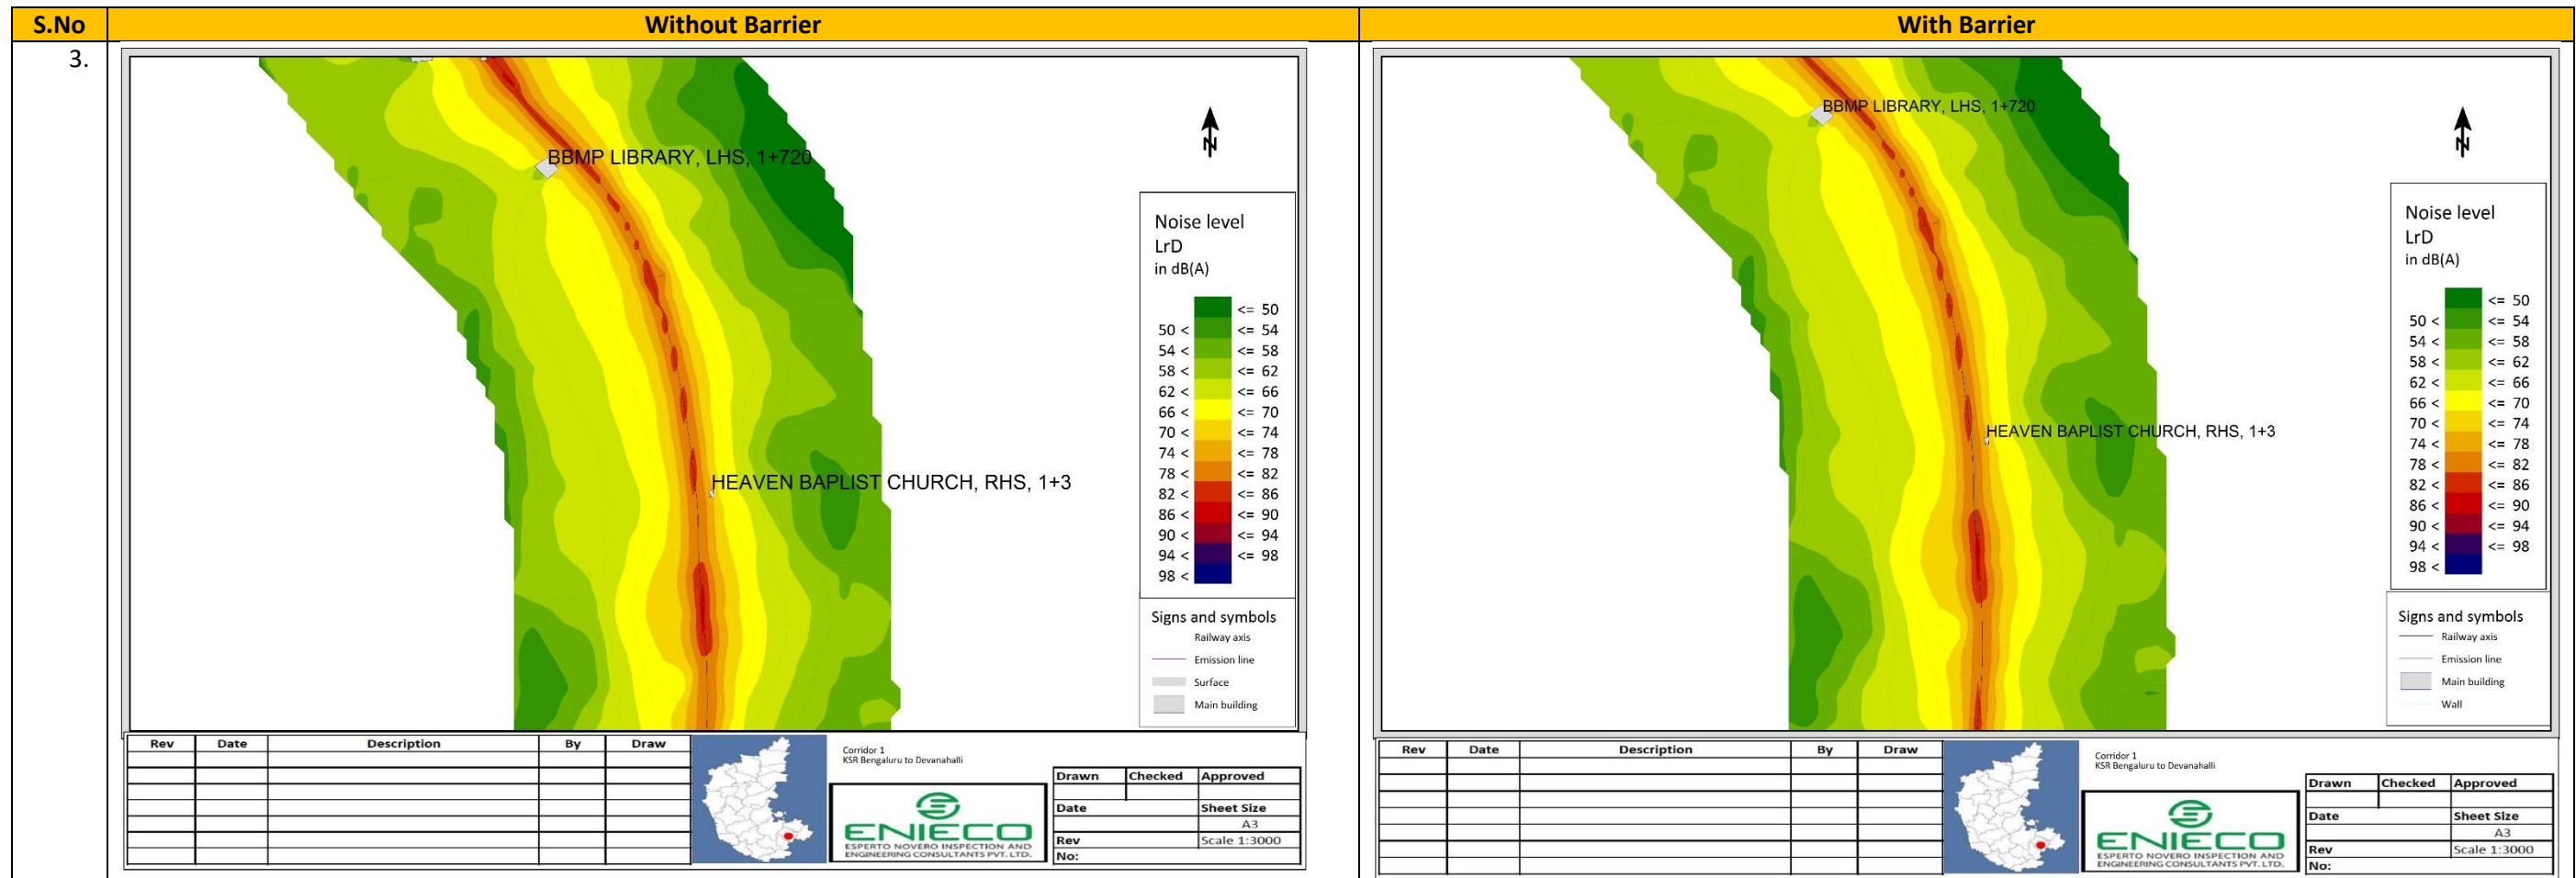 S.No Without Barrier With Barrier
3.
BBMP LIBRARY, LHS, 1+720
HEAVEN BAPLIST CHURCH, RHS, 1+3
N
Noise level
LrD
in dB(A)
<= 50
50 < <= 54
54 < <= 58
58 < <= 62
62 < <= 66
66 < <= 70
70 < <= 74
74 < <= 78
78 < <= 82
82 < <= 86
86 < <= 90
90 < <= 94
94 < <= 98
98 <
Signs and symbols
Railway axis
Emission line
Surface
Main building
Rev Date Description By Draw
Corridor 1
KSR Bengaluru to Devanahalli
ENIECO
ESPERTO NOVERO INSPECTION AND
ENGINEERING CONSULTANTS PVT. LTD.
Drawn Checked Approved
Date Sheet Size
A3
Rev Scale 1:3000
No:
BBMP LIBRARY, LHS, 1+720
HEAVEN BAPLIST CHURCH, RHS, 1+3
N
Noise level
LrD
in dB(A)
<= 50
50 < <= 54
54 < <= 58
58 < <= 62
62 < <= 66
66 < <= 70
70 < <= 74
74 < <= 78
78 < <= 82
82 < <= 86
86 < <= 90
90 < <= 94
94 < <= 98
98 <
Signs and symbols
Railway axis
Emission line
Main building
Wall
Rev Date Description By Draw
Corridor 1
KSR Bengaluru to Devanahalli
ENIECO
ESPERTO NOVERO INSPECTION AND
ENGINEERING CONSULTANTS PVT. LTD.
Drawn Checked Approved
Date Sheet Size
A3
Rev Scale 1:3000
No: